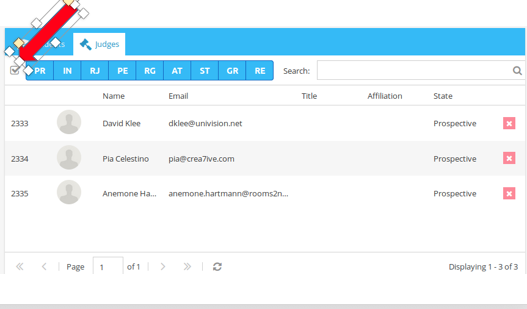 Judges
PR IN RJ PE RG AT ST GR RE Search:
Name Email Title Affiliation State
2333 David Klee dklee@univision.net Prospective
2334 Pia Celestino pia@crea7ive.com Prospective
2335 Anemone Ha... anemone.hartmann@rooms2n... Prospective
Page 1 of 1 Displaying 1 - 3 of 3